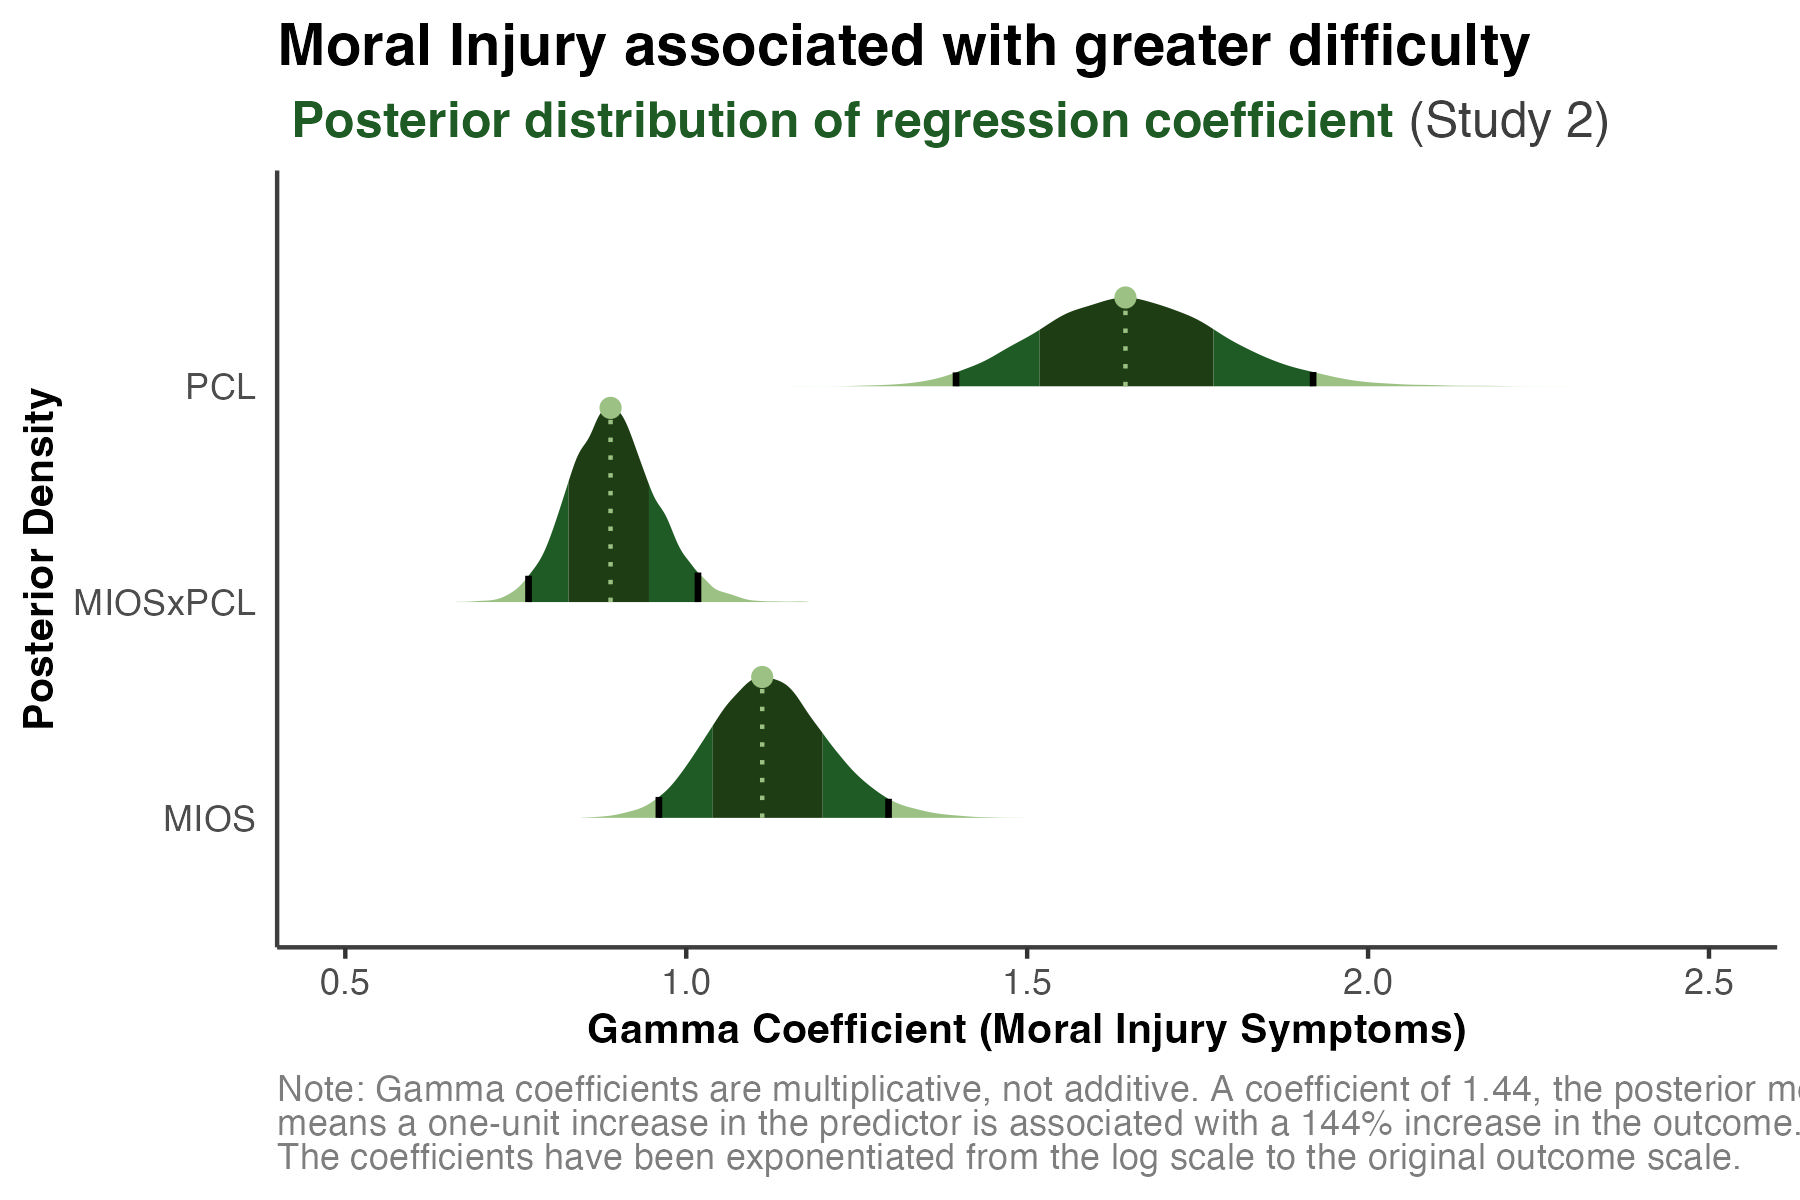 Moral Injury associated with greater difficulty
Posterior distribution of regression coefficient (Study 2)
Posterior Density
PCL
MIOSxPCL
MIOS
0.5 1.0 1.5 2.0 2.5
Gamma Coefficient (Moral Injury Symptoms)
Note: Gamma coefficients are multiplicative, not additive. A coefficient of 1.44, the posterior
means a one-unit increase in the predictor is associated with a 144% increase in the outcome.
The coefficients have been exponentiated from the log scale to the original outcome scale.